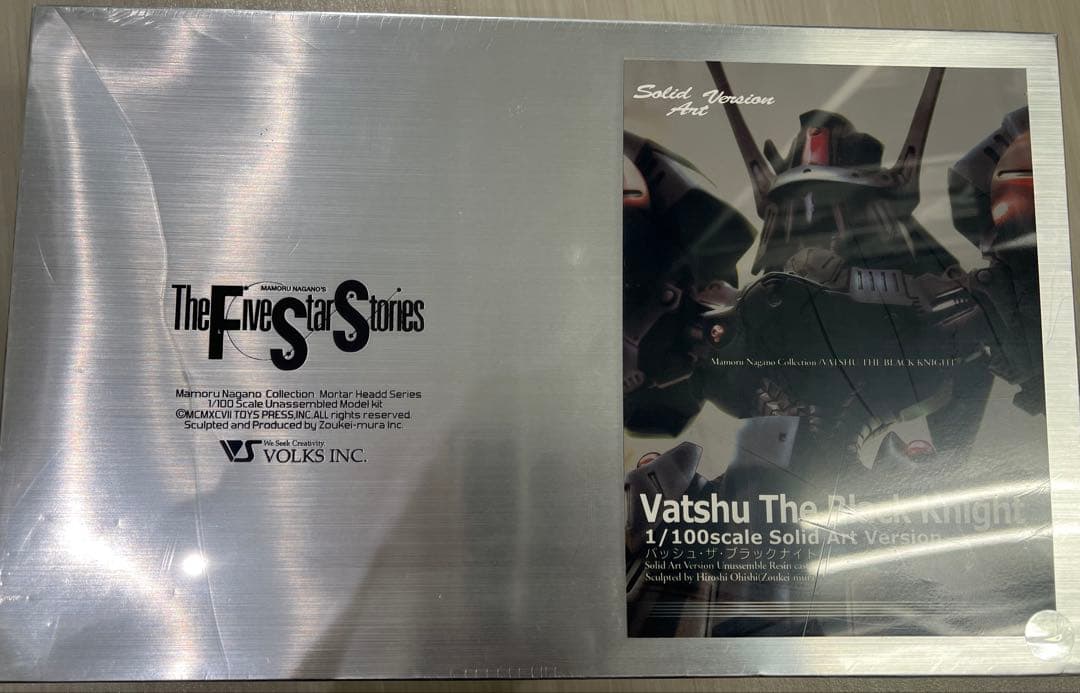 MAMORU NAGANO'S
The Five Star Stories
Mamoru Nagano Collection Mortar Headd Series
1/100 Scale Unassembled Model kit
©MCMXCVII TOYS PRESS,INC.ALL rights reserved.
Sculpted and Produced by Zoukei-mura Inc.
VS We Seek Creativity.
VOLKS INC.
Solid Art Version
Mamoru Nagano Collection /VATSHU THE BLACK KNIGHT
Vatshu The Black Knight
1/100scale Solid Art Version
バッシュ・ザ・ブラックナイト
Solid Art Version Unussemble Resin cast
Sculpted by Hiroshi Ohishi(Zoukei-mura